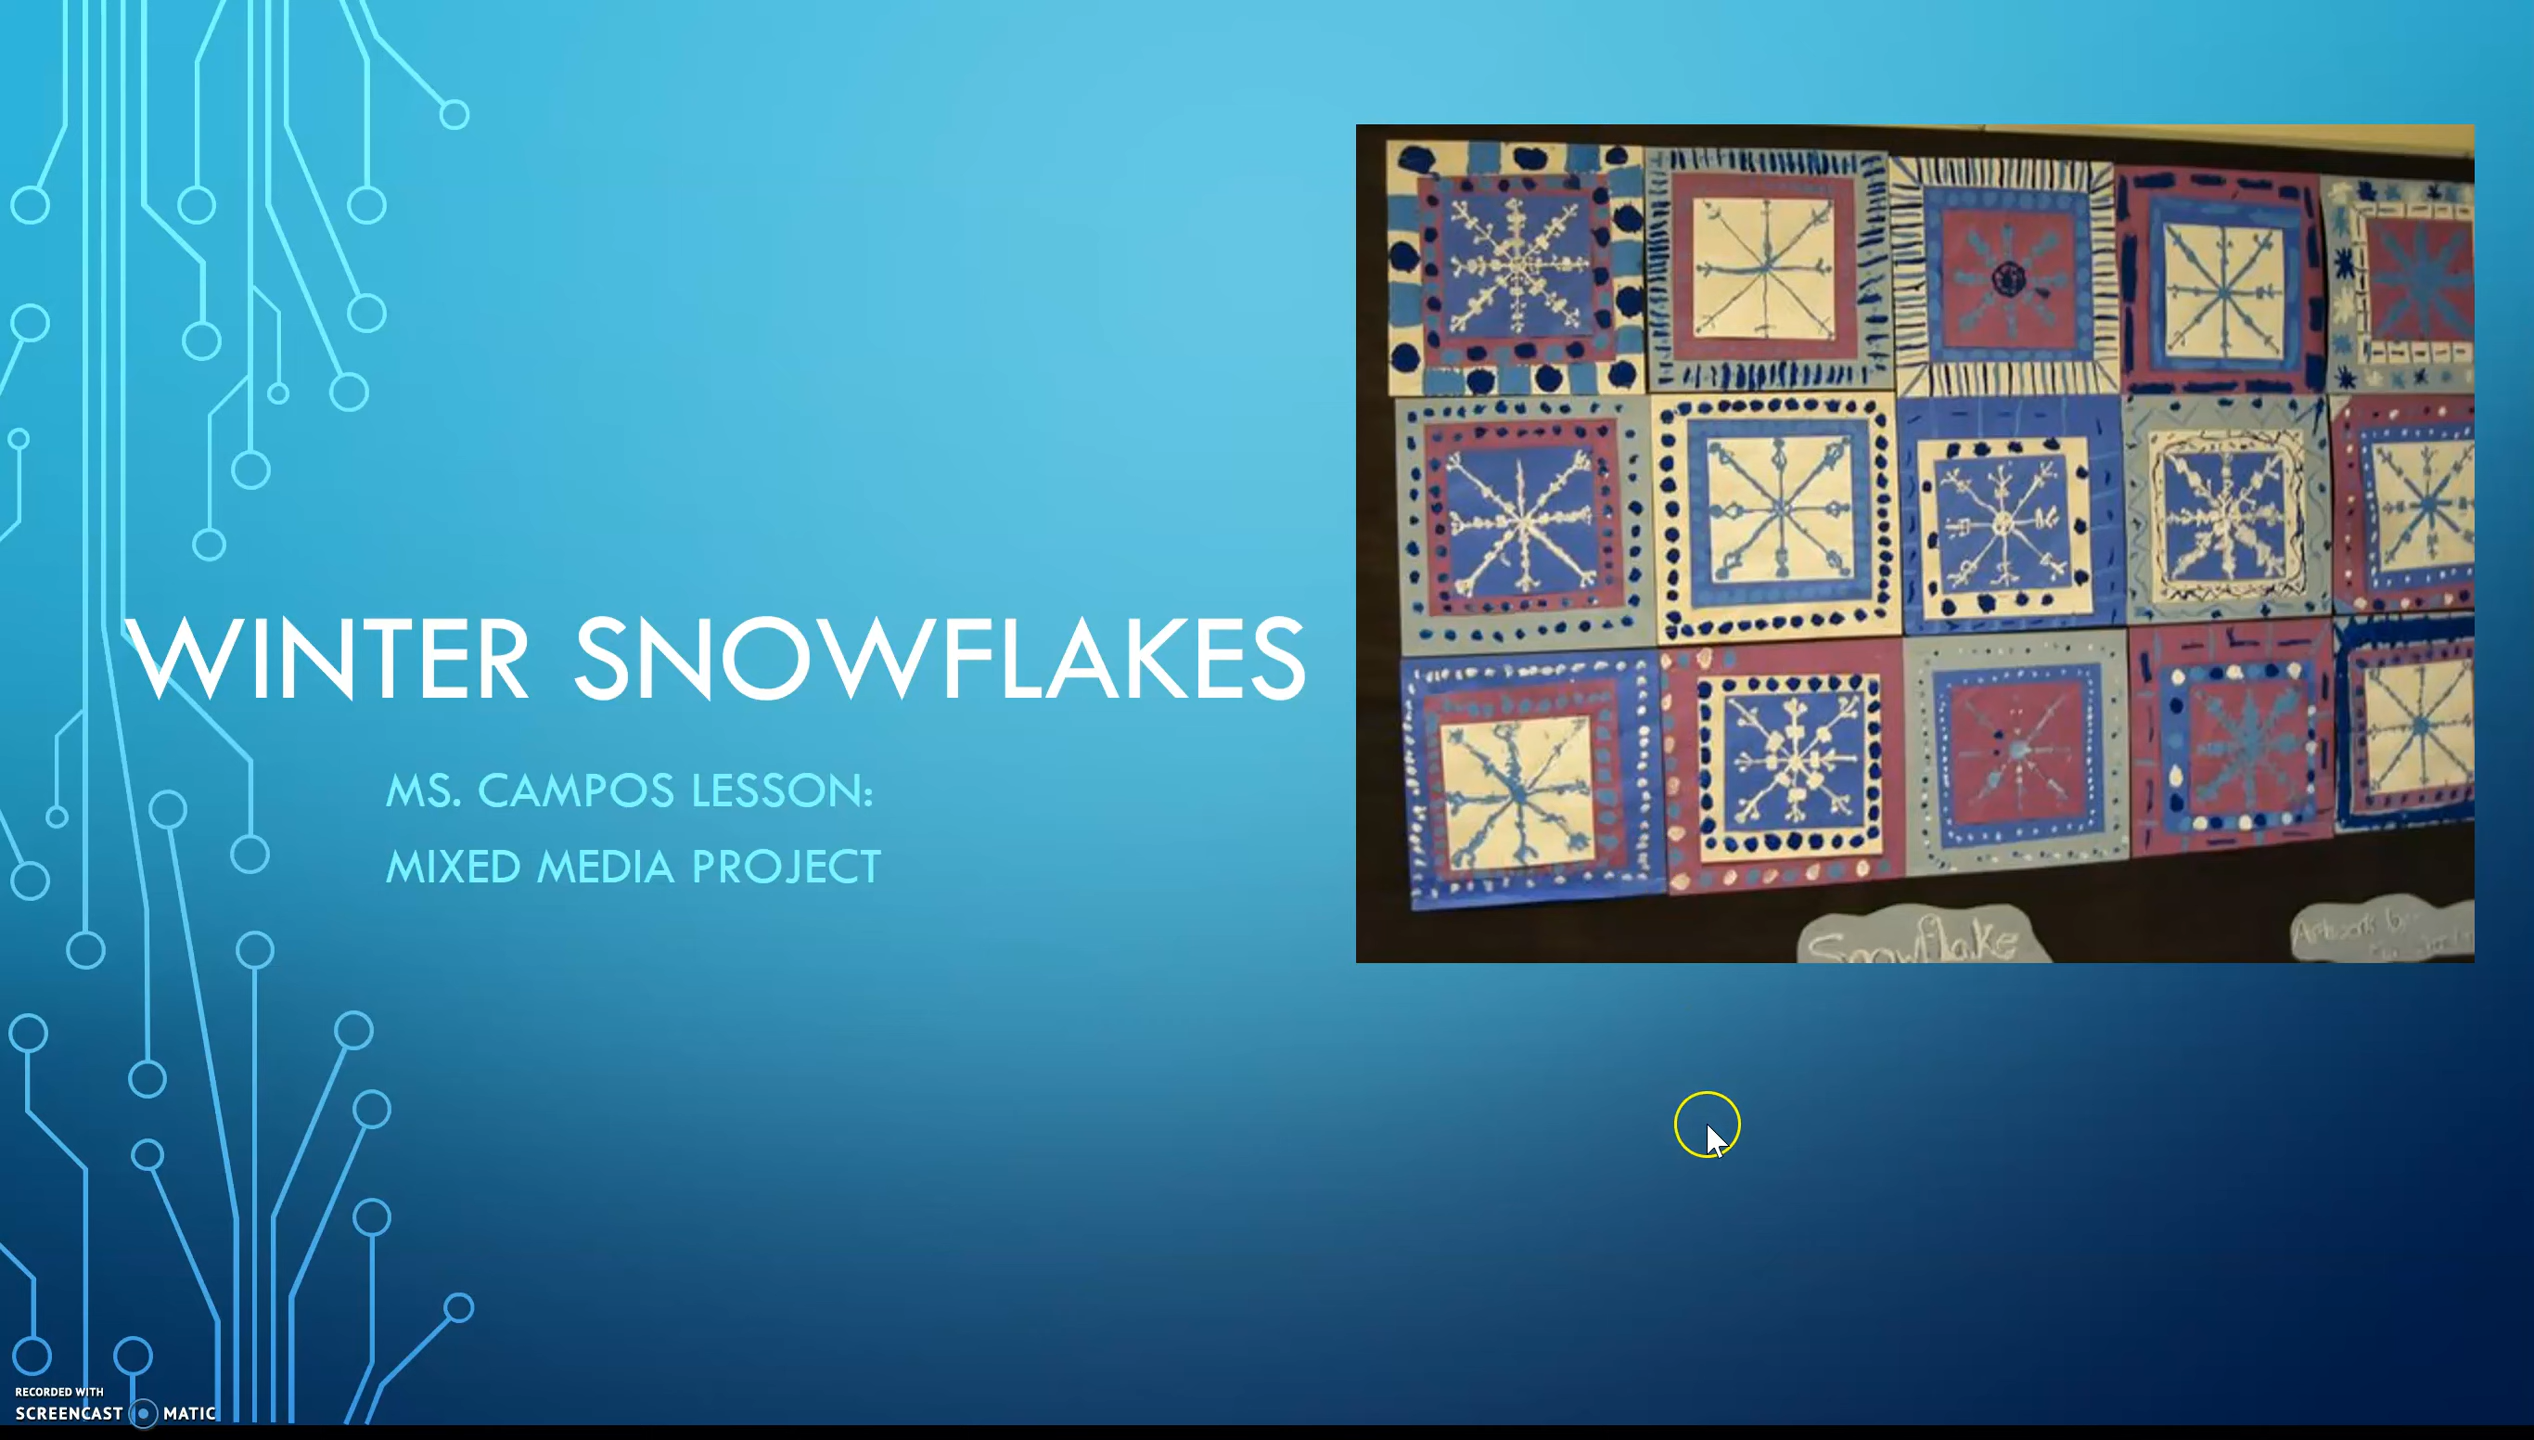 WINTER SNOWFLAKES
MS. CAMPOS LESSON:
MIXED MEDIA PROJECT
Snowflake
RECORDED WITH
SCREENCAST MATIC